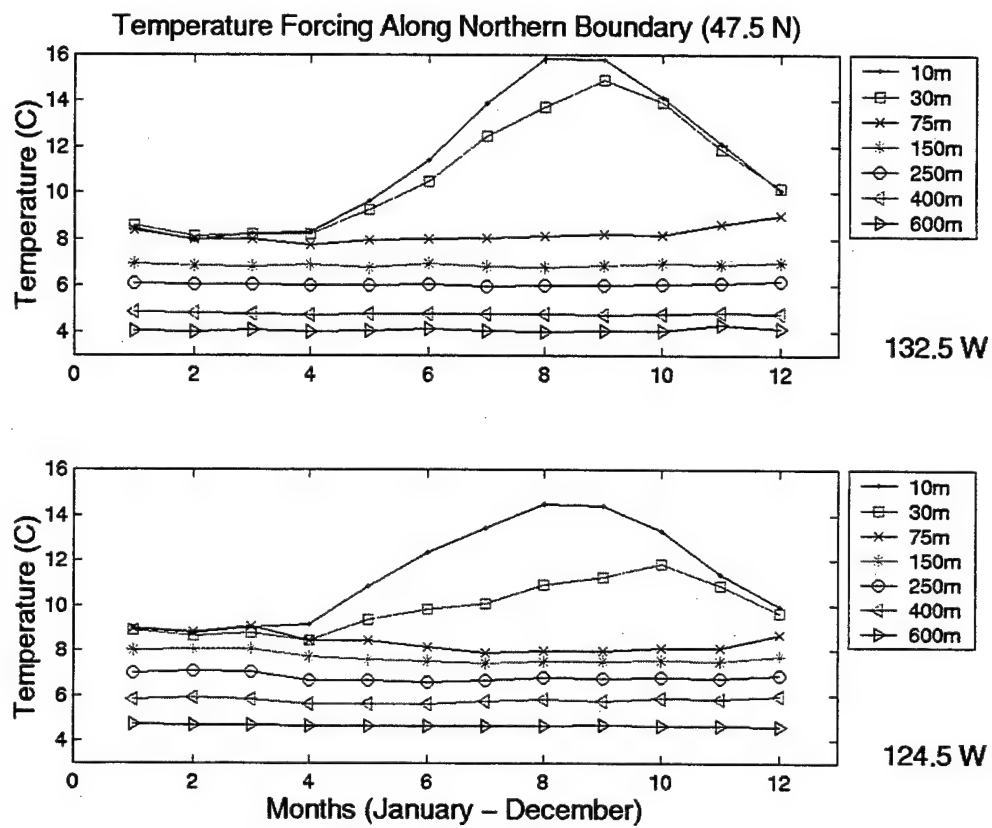 Temperature Forcing Along Northern Boundary (47.5 N)
16
14
12
10
8
6
4
Temperature (C)
0 2 4 6 8 10 12
10m
30m
75m
150m
250m
400m
600m
132.5 W
16
14
12
10
8
6
4
Temperature (C)
0 2 4 6 8 10 12
Months (January – December)
10m
30m
75m
150m
250m
400m
600m
124.5 W